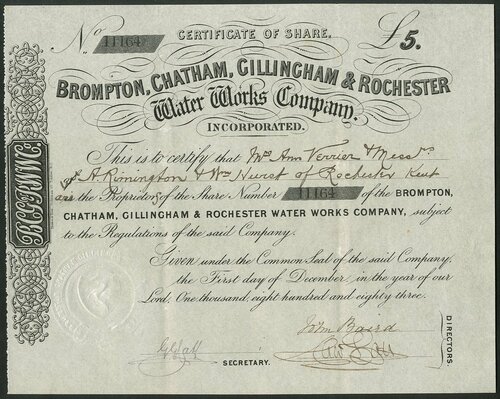 CERTIFICATE OF SHARE.
No 11164
£5.
BROMPTON, CHATHAM, GILLINGHAM & ROCHESTER
Water Works Company.
INCORPORATED.
This is to certify that Mrs Ann Verrier & Messrs
A Rimington & Wm Hurst of Rochester Kent
are the Proprietors of the Share Number 11164 of the BROMPTON,
CHATHAM, GILLINGHAM & ROCHESTER WATER WORKS COMPANY, subject
to the Regulations of the said Company.
Given under the Common Seal of the said Company,
the First day of December, in the year of our
Lord, One thousand, eight hundred and eighty three.
John Baird
SECRETARY.
DIRECTORS